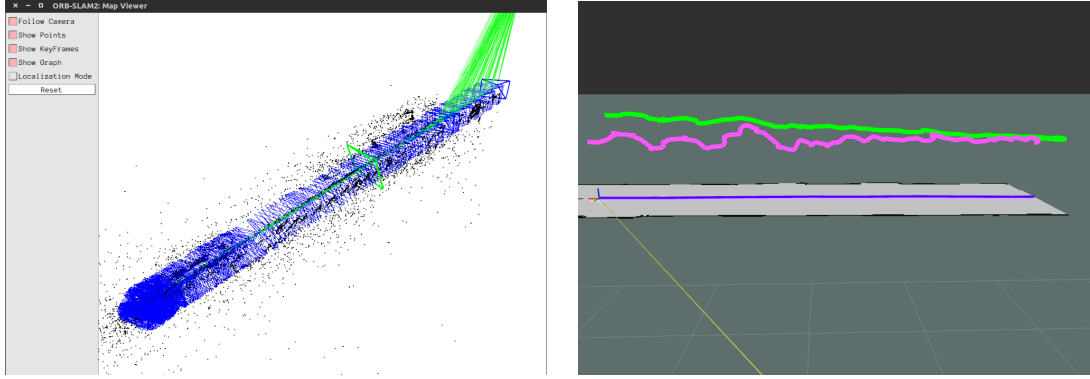 ORB-SLAM2: Map Viewer
Follow Camera
Show Points
Show KeyFrames
Show Graph
Localization Mode
Reset